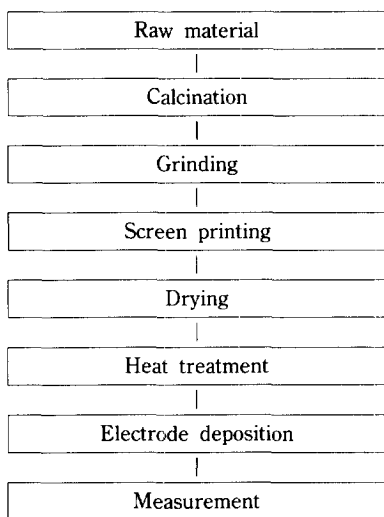 Raw material
Calcination
Grinding
Screen printing
Drying
Heat treatment
Electrode deposition
Measurement